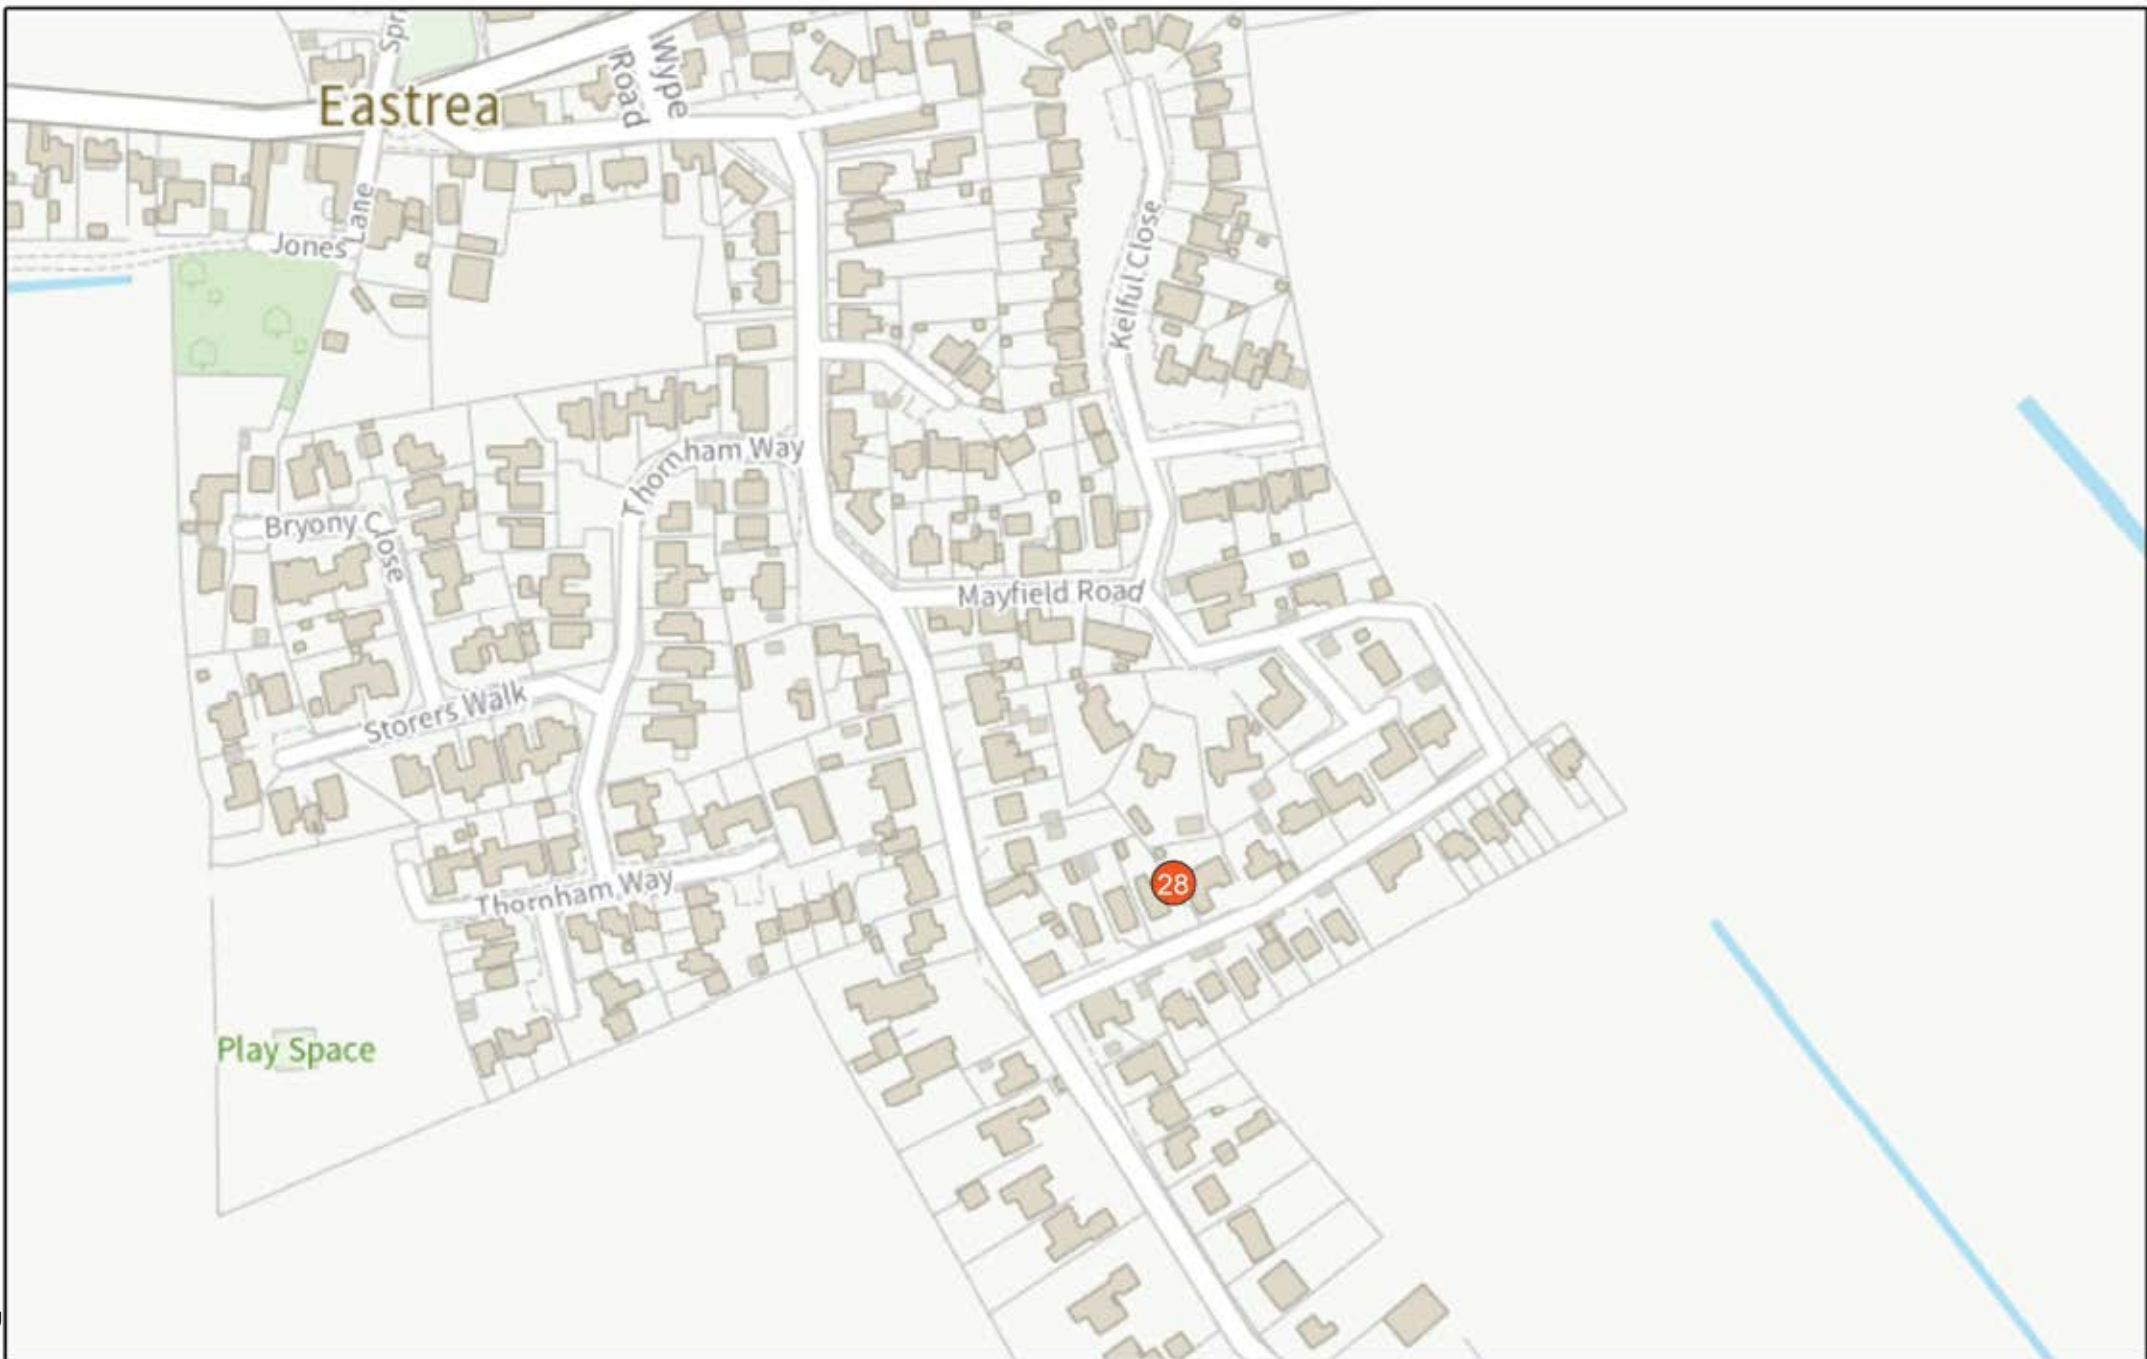 Spri
Wype
Road
Eastrea
Jones Lane
Kelful Close
Thornham Way
Bryony Close
Mayfield Road
Storers Walk
28
Thornham Way
Play Space